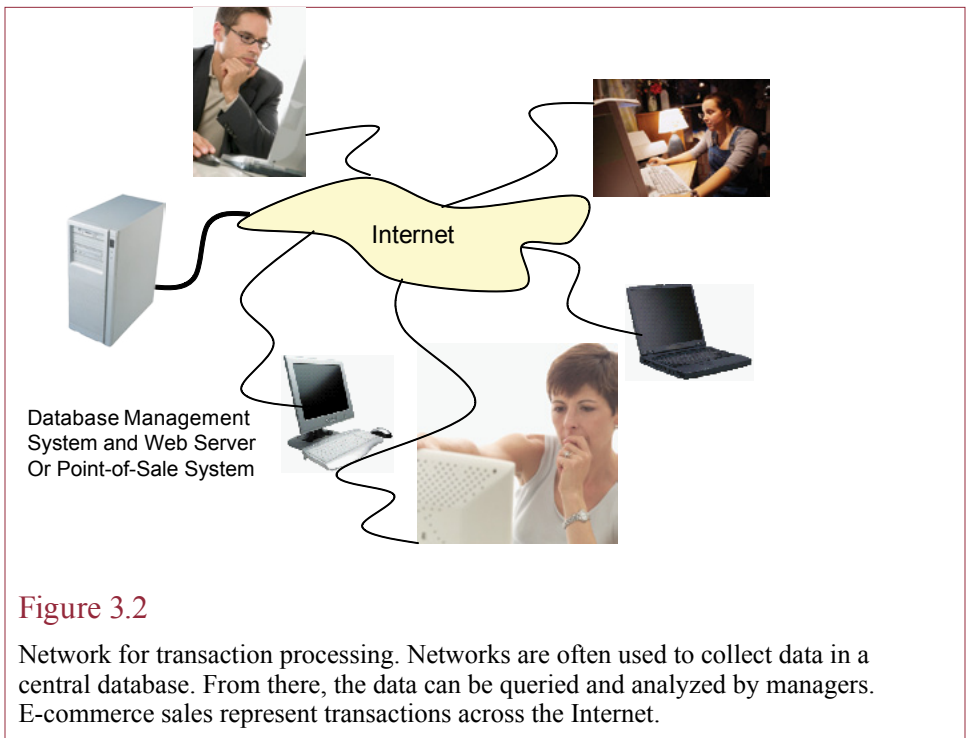 Internet
Database Management
System and Web Server
Or Point-of-Sale System
Figure 3.2
Network for transaction processing. Networks are often used to collect data in a
central database. From there, the data can be queried and analyzed by managers.
E-commerce sales represent transactions across the Internet.